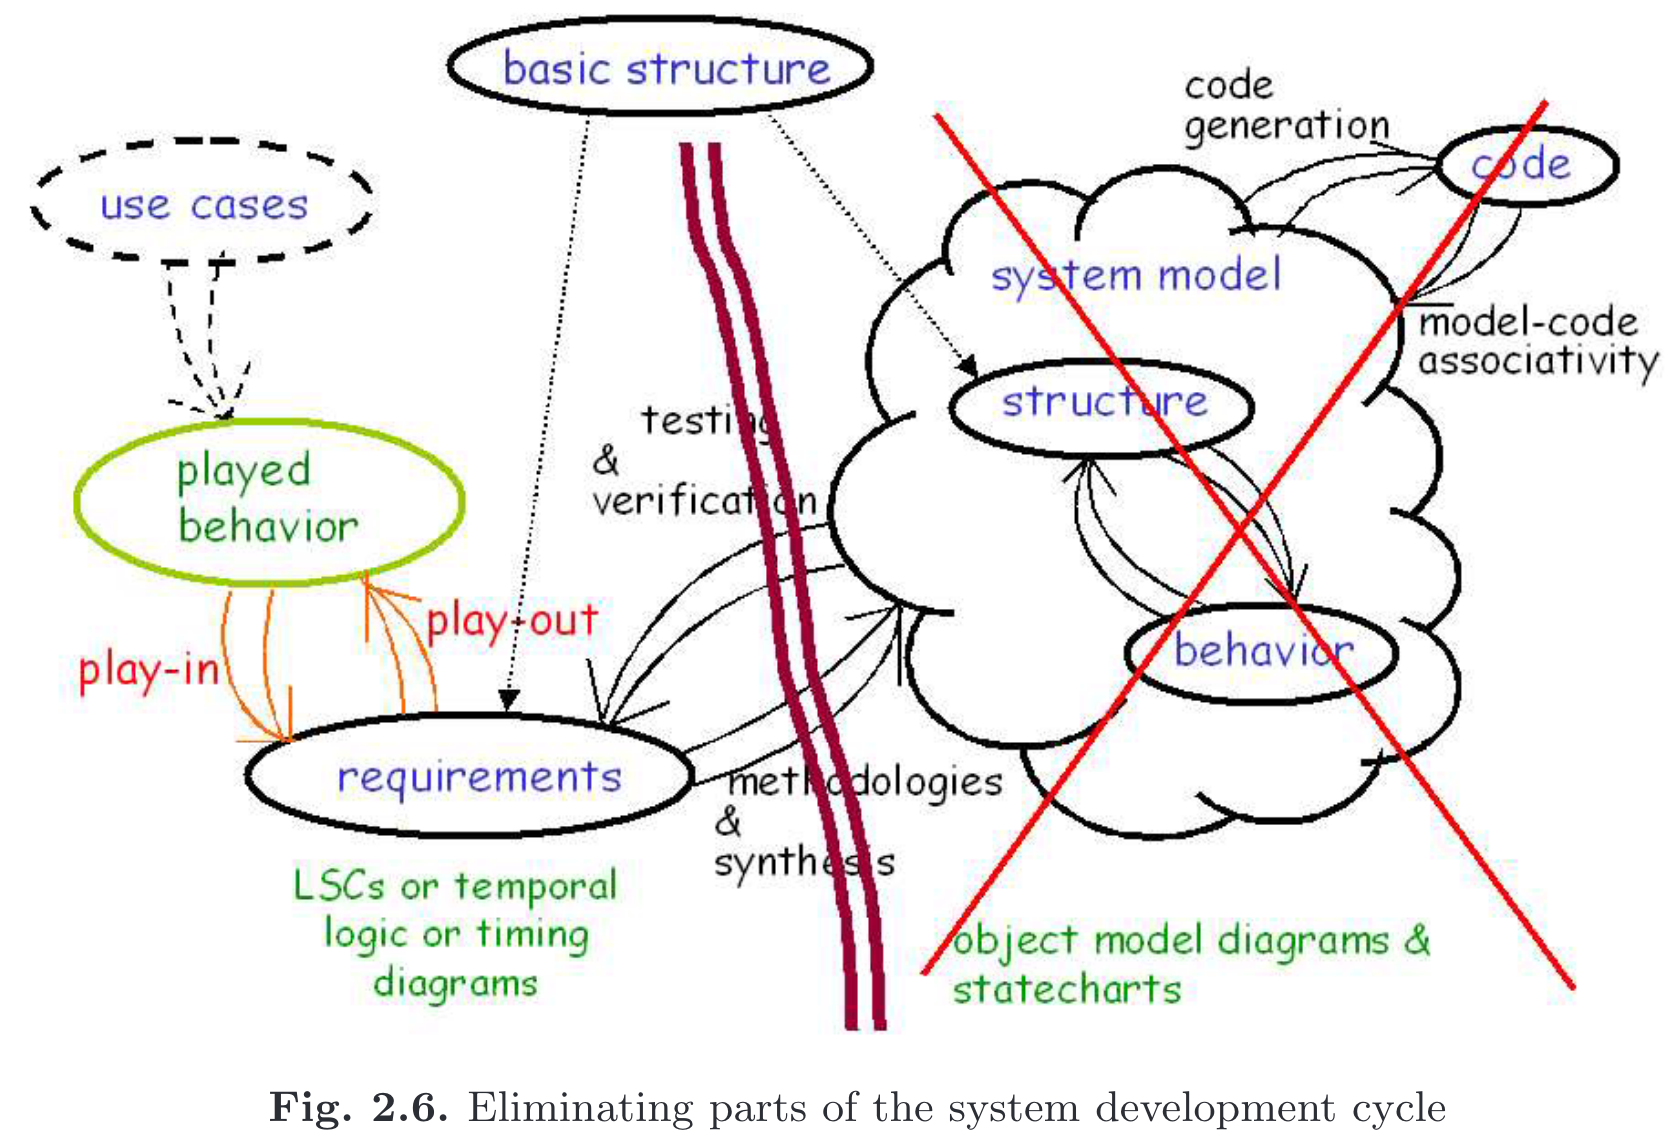 basic structure
code
generation
code
use cases
system model
model-code
associativity
structure
testing
&
verification
played
behavior
play-out
play-in
behavior
requirements
methodologies
&
synthesis
LSCs or temporal
logic or timing
diagrams
object model diagrams &
statecharts
Fig. 2.6. Eliminating parts of the system development cycle